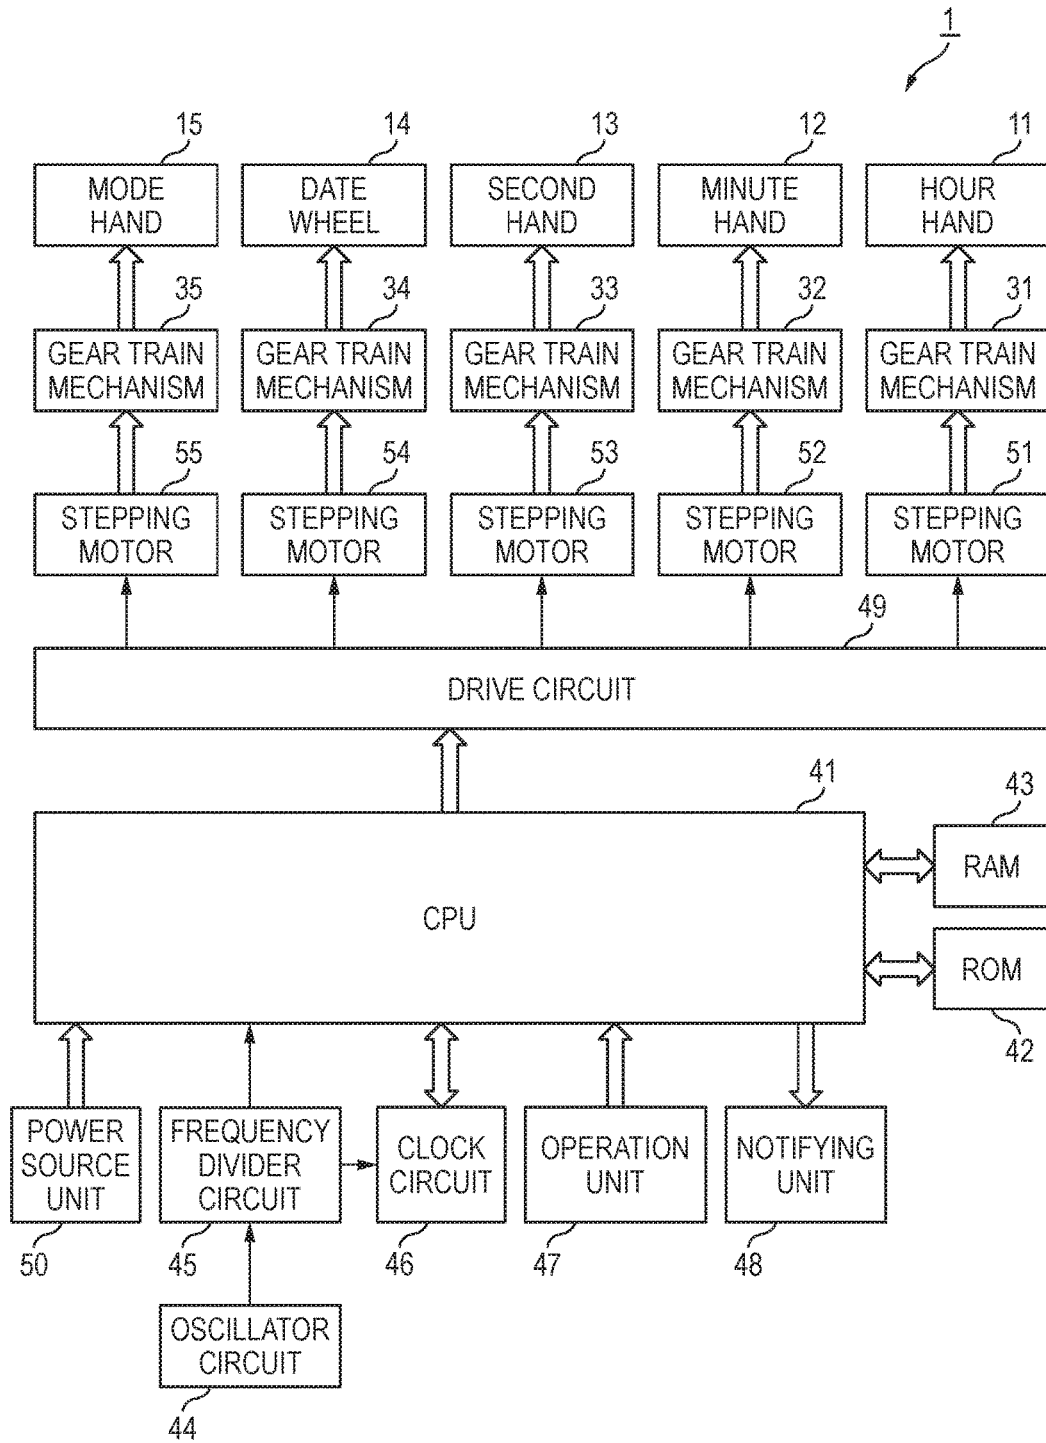 1
15 14 13 12 11
MODE HAND
DATE WHEEL
SECOND HAND
MINUTE HAND
HOUR HAND
35 34 33 32 31
GEAR TRAIN MECHANISM
GEAR TRAIN MECHANISM
GEAR TRAIN MECHANISM
GEAR TRAIN MECHANISM
GEAR TRAIN MECHANISM
55 54 53 52 51
STEPPING MOTOR
STEPPING MOTOR
STEPPING MOTOR
STEPPING MOTOR
STEPPING MOTOR
49
DRIVE CIRCUIT
41
43
CPU
RAM
ROM
42
POWER SOURCE UNIT
FREQUENCY DIVIDER CIRCUIT
CLOCK CIRCUIT
OPERATION UNIT
NOTIFYING UNIT
50 45 46 47 48
OSCILLATOR CIRCUIT
44